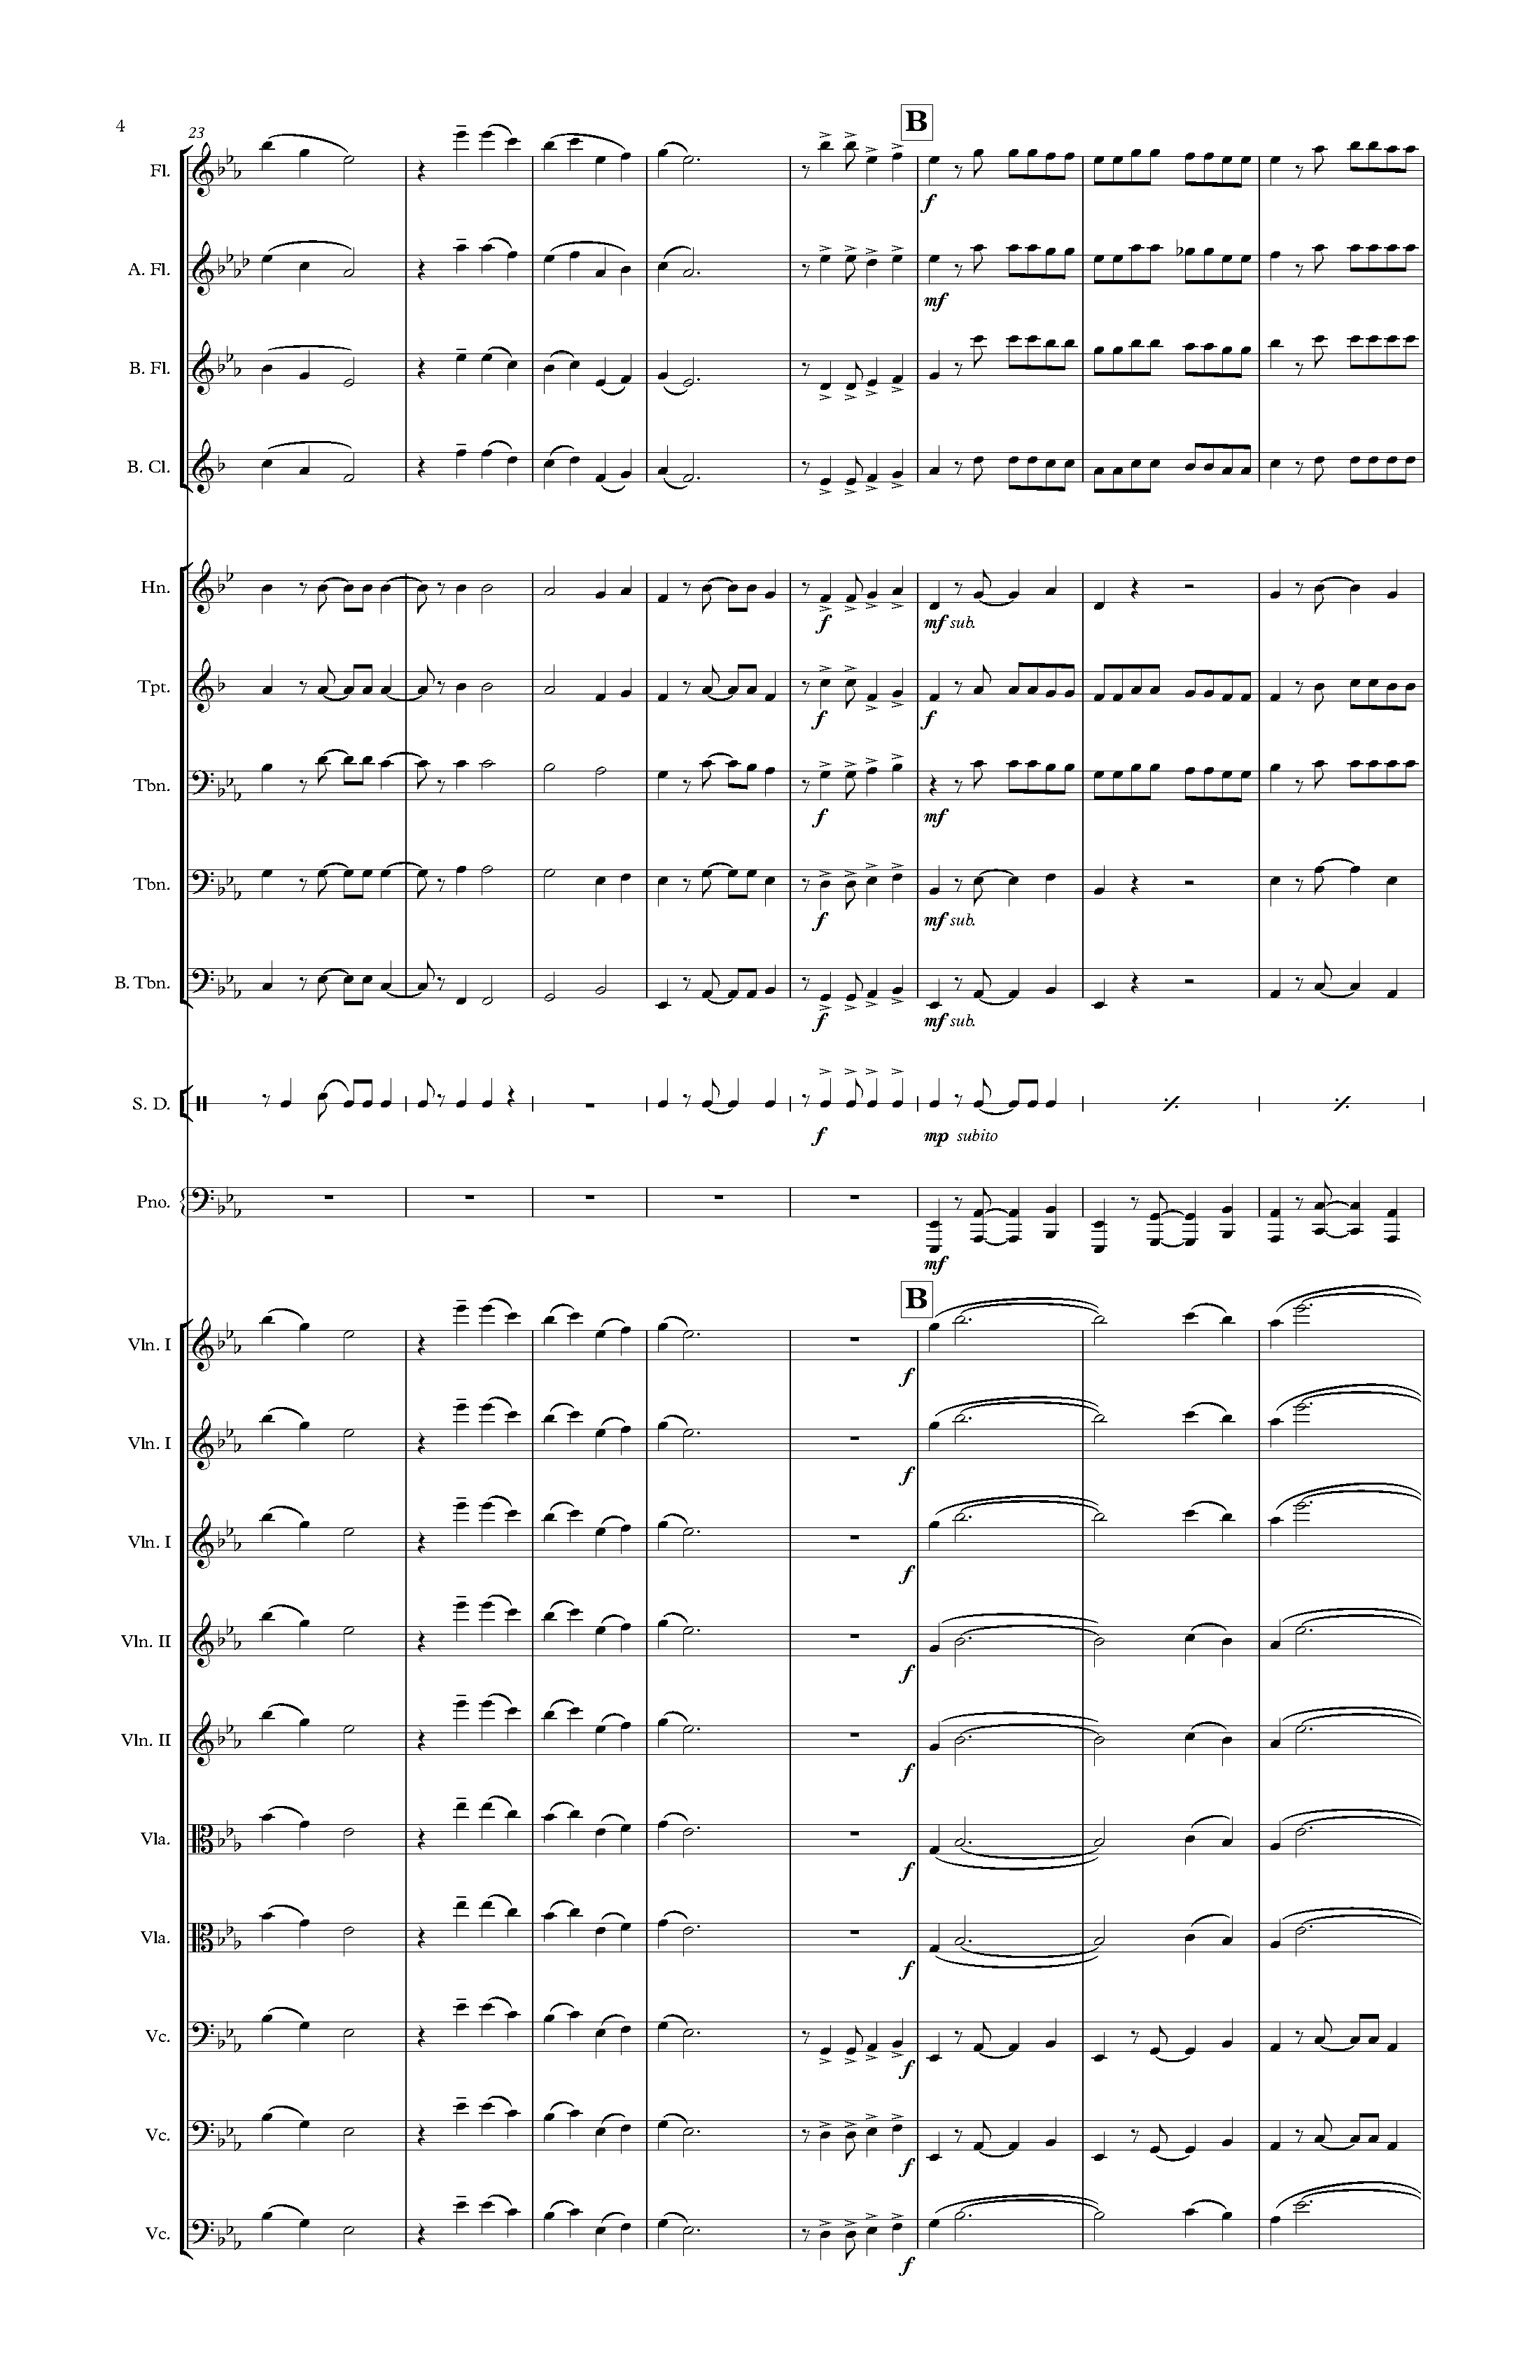 4
23
B
Fl.
f
A. Fl.
mf
B. Fl.
B. Cl.
Hn.
f
mf sub.
Tpt.
f
f
Tbn.
f
mf
Tbn.
f
mf sub.
B. Tbn.
f
mf sub.
S. D.
f
mp subito
Pno.
mf
B
Vln. I
f
Vln. I
f
Vln. I
f
Vln. II
f
Vln. II
f
Vla.
f
Vla.
f
Vc.
f
Vc.
f
Vc.
f